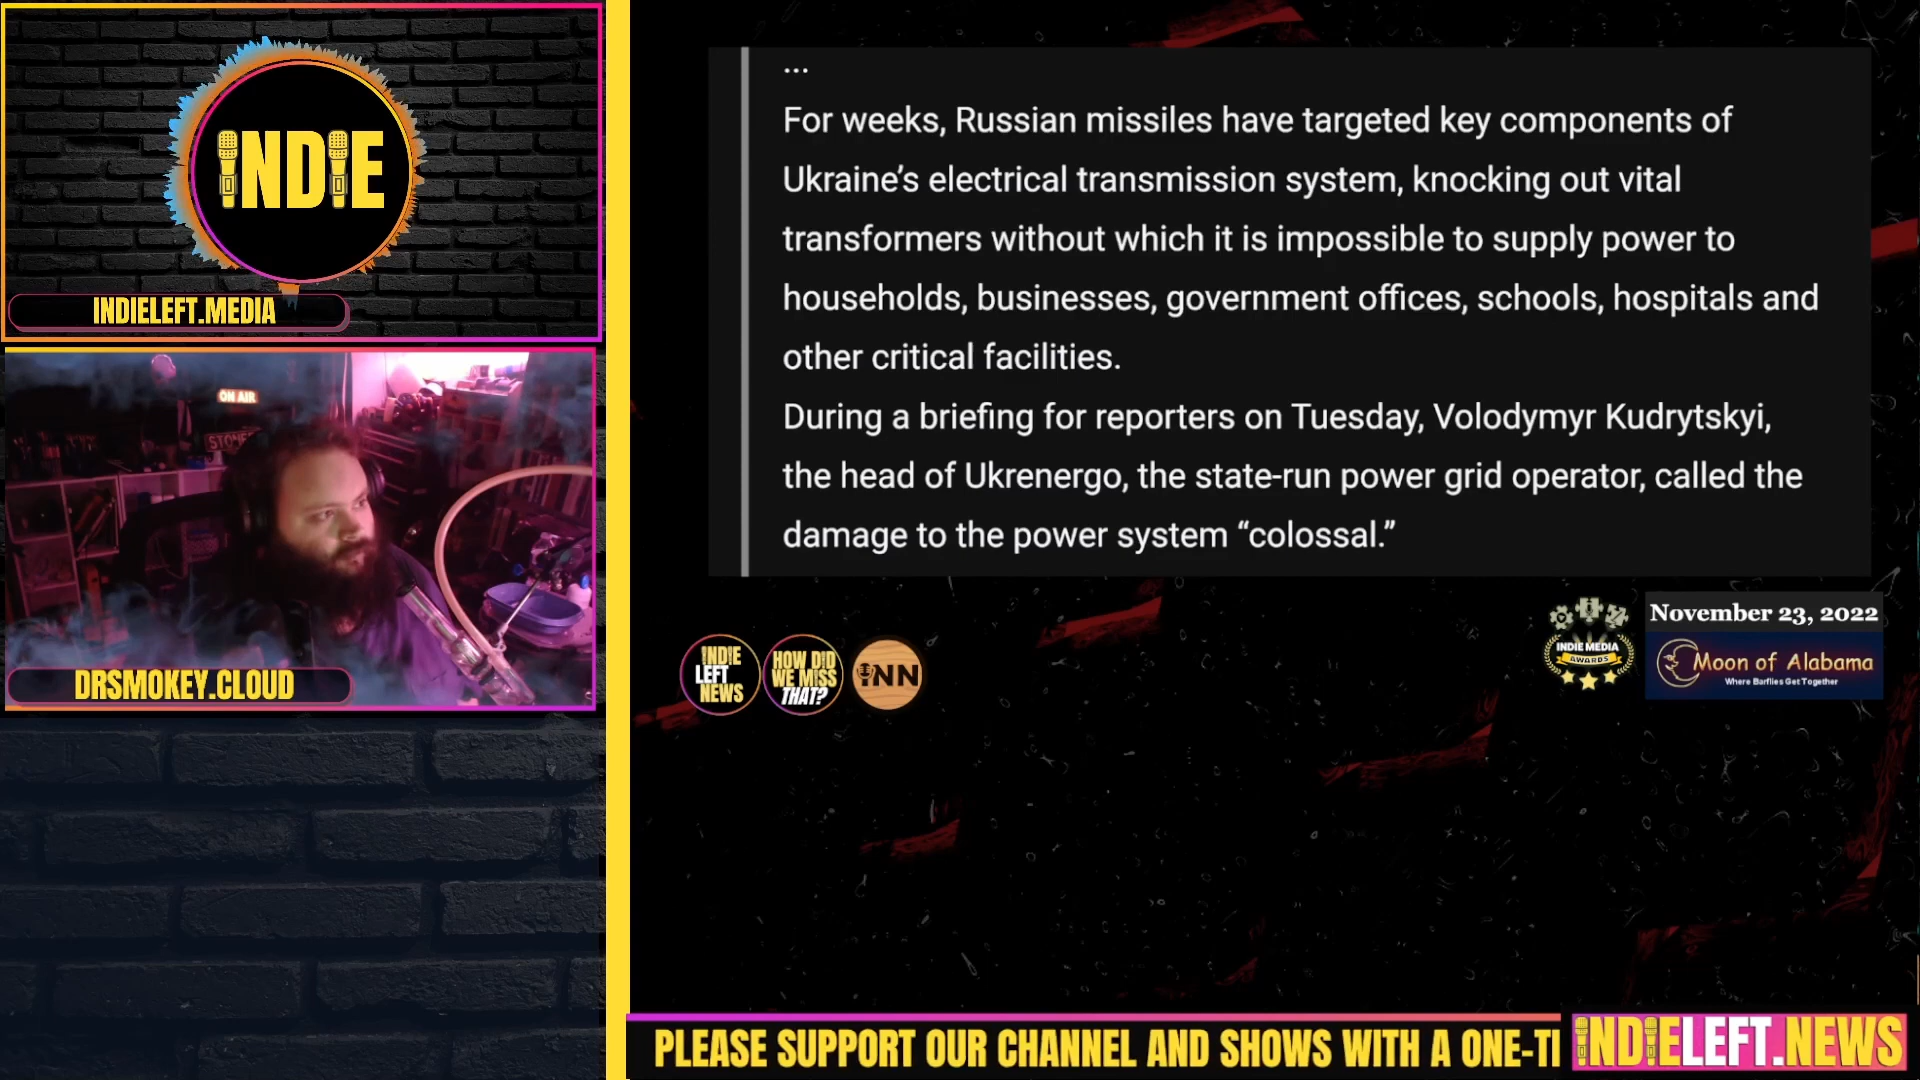 INDIE
INDIELEFT.MEDIA
ON AIR
DRSMOKEY.CLOUD
...
For weeks, Russian missiles have targeted key components of
Ukraine’s electrical transmission system, knocking out vital
transformers without which it is impossible to supply power to
households, businesses, government offices, schools, hospitals and
other critical facilities.
During a briefing for reporters on Tuesday, Volodymyr Kudrytskyi,
the head of Ukrenergo, the state-run power grid operator, called the
damage to the power system “colossal.”
INDIE
LEFT
NEWS
HOW DID
WE MISS
THAT?
INN
INDIE MEDIA
AWARDS
November 23, 2022
Moon of Alabama
Where Barflies Get Together
PLEASE SUPPORT OUR CHANNEL AND SHOWS WITH A ONE-TI
INDIELEFT.NEWS